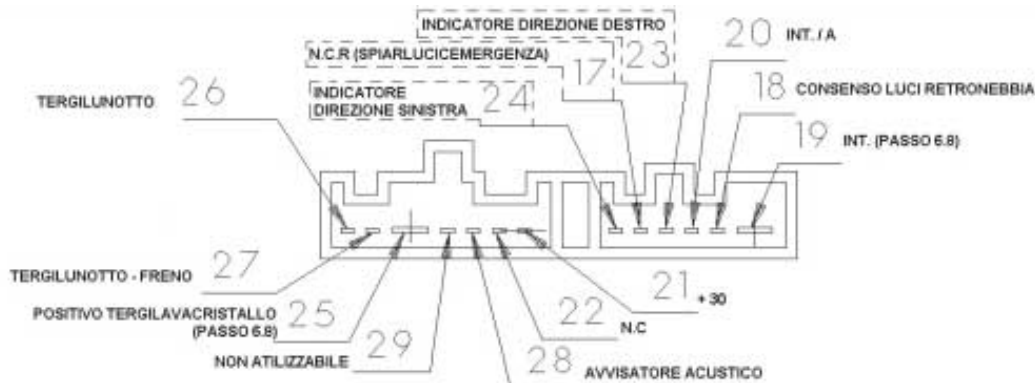 INDICATORE DIREZIONE DESTRO
23
20 INT. / A
N.C.R (SPIARLUCICEMERGENZA)
17
18 CONSENSO LUCI RETRONEBBIA
TERGILUNOTTO 26
INDICATORE
DIREZIONE SINISTRA
24
19 INT. (PASSO 6.8)
TERGILUNOTTO - FRENO 27
POSITIVO TERGILAVACRISTALLO
(PASSO 6.8)
25
21 + 30
22 N.C
NON ATILIZZABILE 29
28 AVVISATORE ACUSTICO